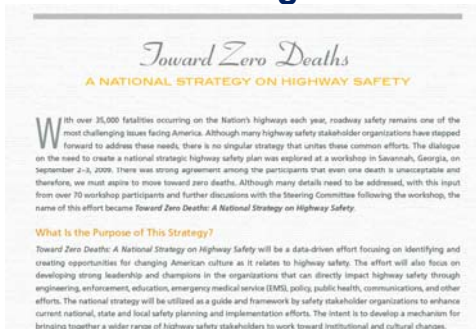 Toward Zero Deaths
A NATIONAL STRATEGY ON HIGHWAY SAFETY
With over 35,000 fatalities occurring on the Nation's highways each year, roadway safety remains one of the
most challenging issues facing America. Although many highway safety stakeholder organizations have stepped
forward to address these needs, there is no singular strategy that unites these common efforts. The dialogue
on the need to create a national strategic highway safety plan was explored at a workshop in Savannah, Georgia, on
September 2–3, 2009. There was strong agreement among the participants that even one death is unacceptable and
therefore, we must aspire to move toward zero deaths. Although many details need to be addressed, with this input
from over 70 workshop participants and further discussions with the Steering Committee following the workshop, the
name of this effort became Toward Zero Deaths: A National Strategy on Highway Safety.
What Is the Purpose of This Strategy?
Toward Zero Deaths: A National Strategy on Highway Safety will be a data-driven effort focusing on identifying and
creating opportunities for changing American culture as it relates to highway safety. The effort will also focus on
developing strong leadership and champions in the organizations that can directly impact highway safety through
engineering, enforcement, education, emergency medical service (EMS), policy, public health, communications, and other
efforts. The national strategy will be utilized as a guide and framework by safety stakeholder organizations to enhance
current national, state and local safety planning and implementation efforts. The intent is to develop a mechanism for
bringing together a wider range of highway safety stakeholders to work toward institutional and cultural changes.